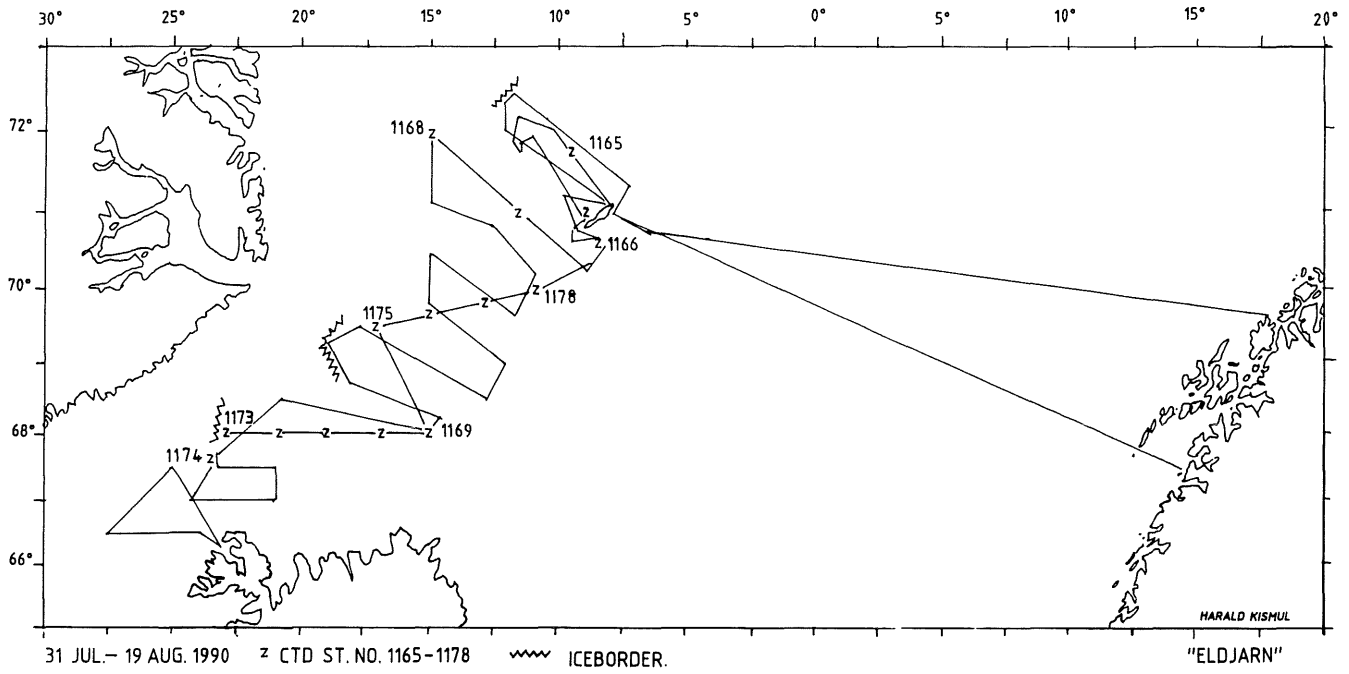 30° 25° 20° 15° 10° 5° 0° 5° 10° 15° 20°
72°
1168 z
z 1165
z
z
z 1166
70°
z 1178
z
z
1175
z
68°
1173
z z z z z 1169
1174 z
66°
HARALD KISMUL
31 JUL.– 19 AUG. 1990 z CTD ST. NO. 1165–1178 ICEBORDER.
"ELDJARN"